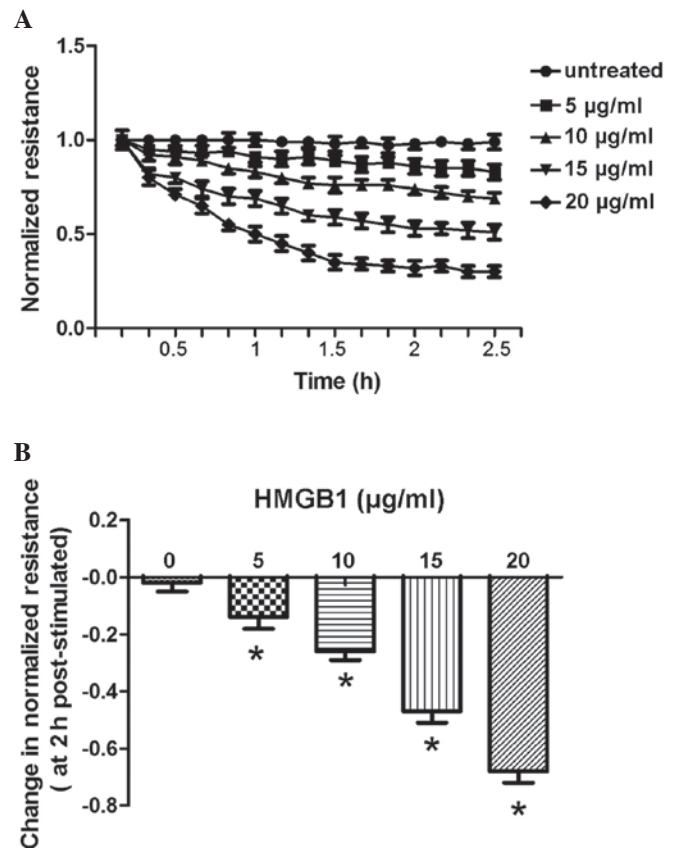 A
Normalized resistance
1.5
1.0
0.5
0.0
0.5
1
1.5
2
2.5
Time (h)
untreated
5 µg/ml
10 µg/ml
15 µg/ml
20 µg/ml
B
HMGB1 (µg/ml)
Change in normalized resistance
( at 2 h post-stimulated)
0.2
-0.0
-0.2
-0.4
-0.6
-0.8
0
5
10
15
20
*
*
*
*